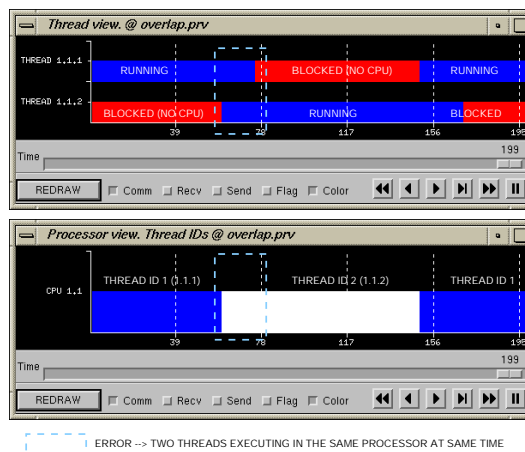 Thread view. @ overlap.prv
THREAD 1.1.1
RUNNING
BLOCKED (NO CPU)
RUNNING
THREAD 1.1.2
BLOCKED (NO CPU)
RUNNING
BLOCKED
39 78 117 156 195
Time
199
REDRAW Comm Recv Send Flag Color
Processor view. Thread IDs @ overlap.prv
THREAD ID 1 (1.1.1)
THREAD ID 2 (1.1.2)
THREAD ID 1
CPU 1.1
39 78 117 156 195
Time
199
REDRAW Comm Recv Send Flag Color
ERROR --> TWO THREADS EXECUTING IN THE SAME PROCESSOR AT SAME TIME